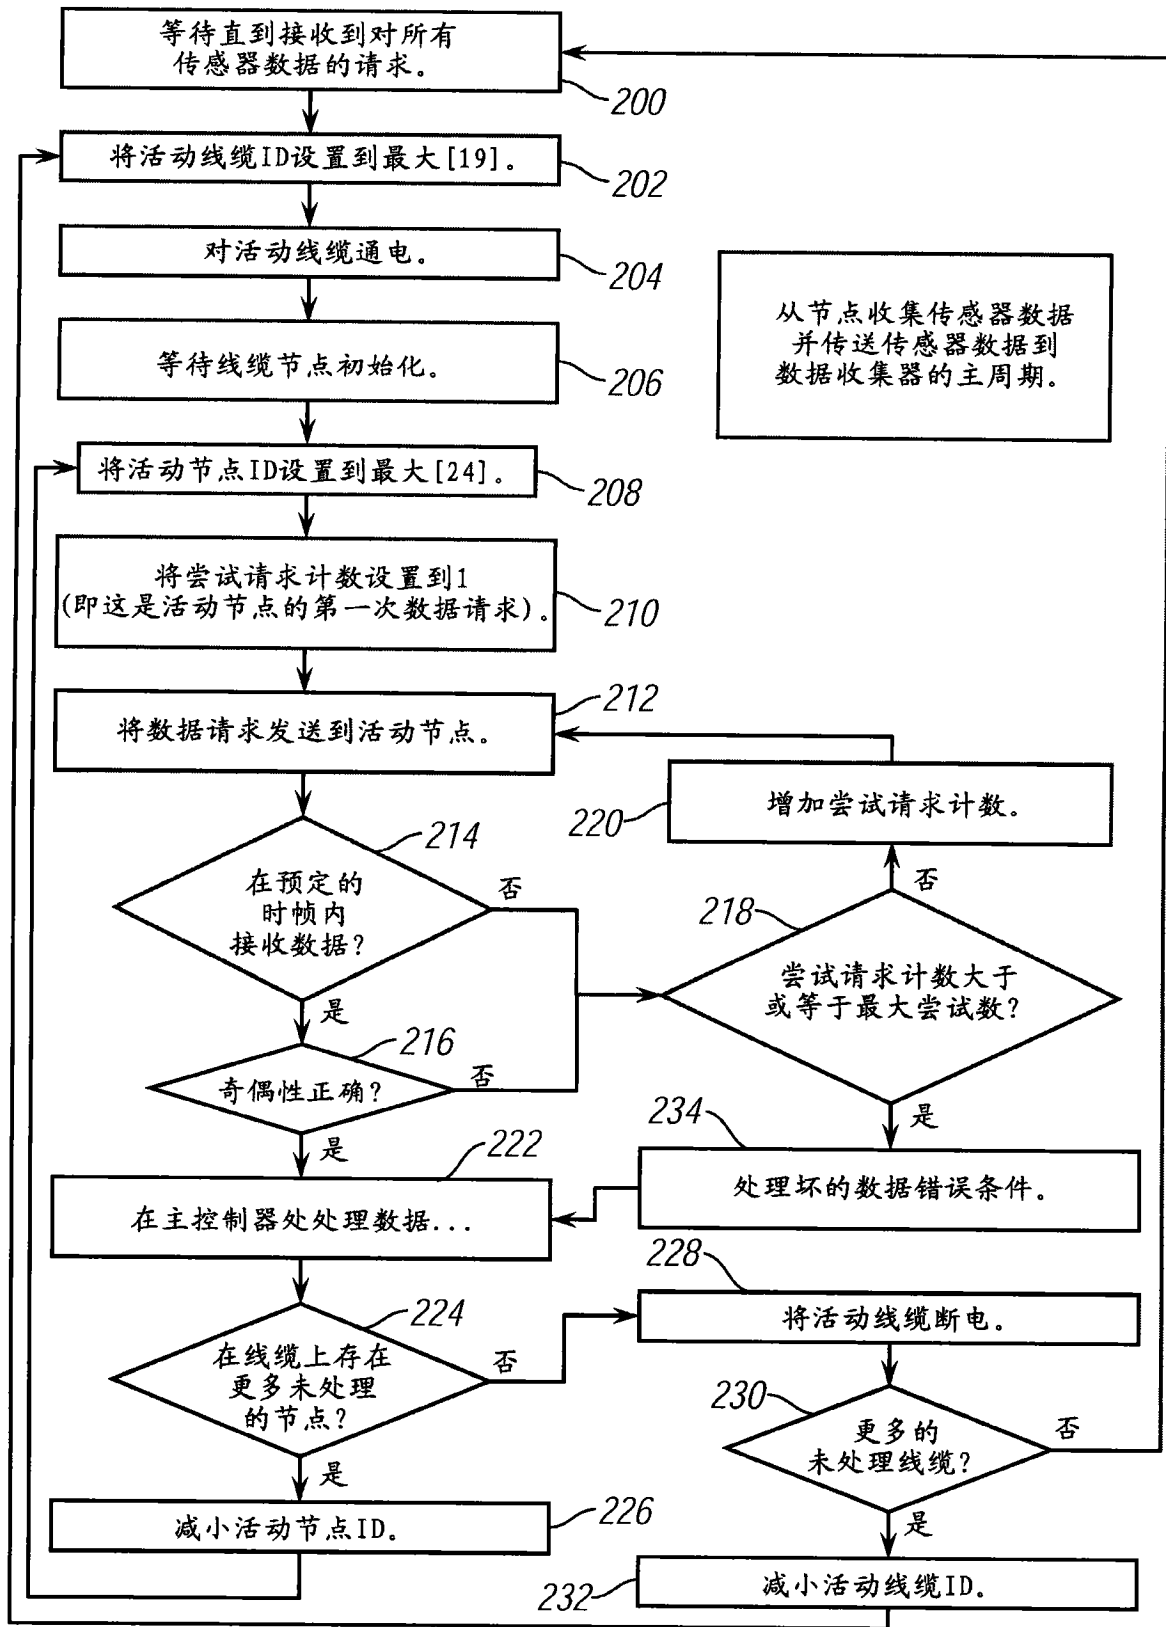 等待直到接收到对所有
传感器数据的请求。
200
将活动线缆ID设置到最大[19]。
202
对活动线缆通电。
204
从节点收集传感器数据
并传送传感器数据到
数据收集器的主周期。
等待线缆节点初始化。
206
将活动节点ID设置到最大[24]。
208
将尝试请求计数设置到1
(即这是活动节点的第一次数据请求)。
210
212
将数据请求发送到活动节点。
220
增加尝试请求计数。
214
在预定的
时帧内
接收数据?
否
是
否
218
尝试请求计数大于
或等于最大尝试数?
216
奇偶性正确?
否
是
是
222
234
处理坏的数据错误条件。
在主控制器处处理数据...
228
将活动线缆断电。
224
在线缆上存在
更多未处理
的节点?
否
是
230
更多的
未处理线缆?
否
是
减小活动节点ID。
226
减小活动线缆ID。
232